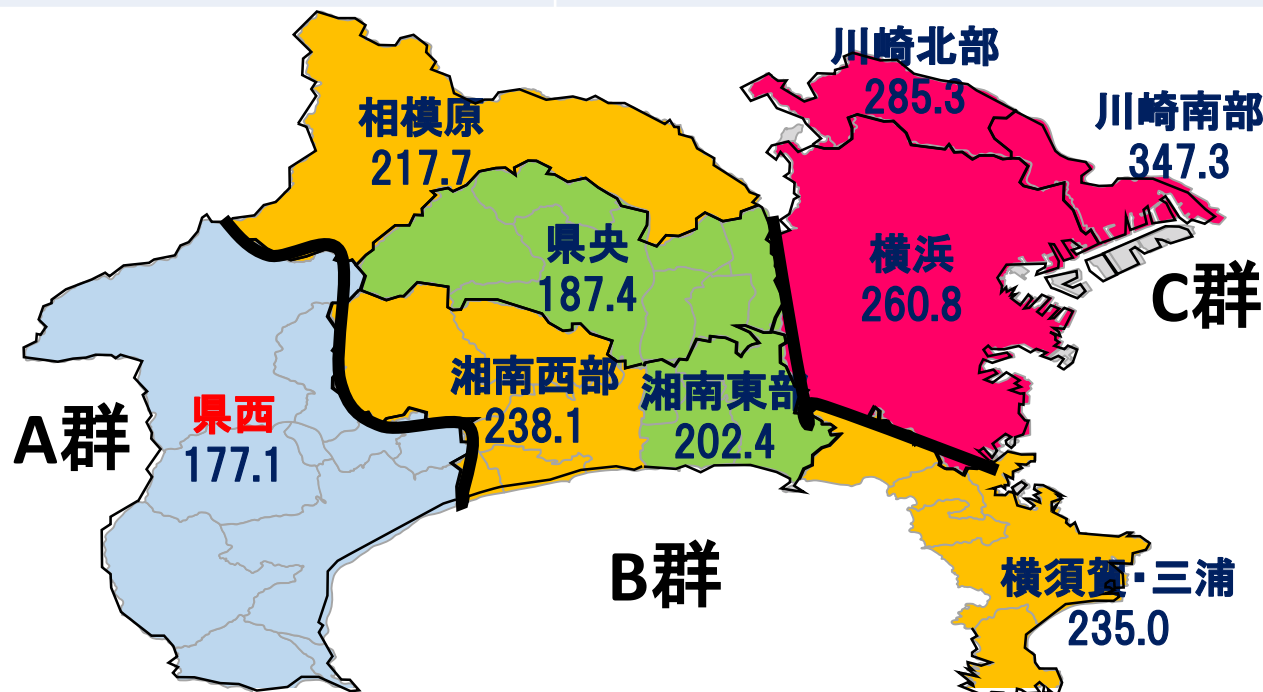 川崎北部
285.3
川崎南部
347.3
相模原
217.7
県央
187.4
横浜
260.8
C群
湘南西部
238.1
湘南東部
202.4
A群
県西
177.1
B群
横須賀・三浦
235.0